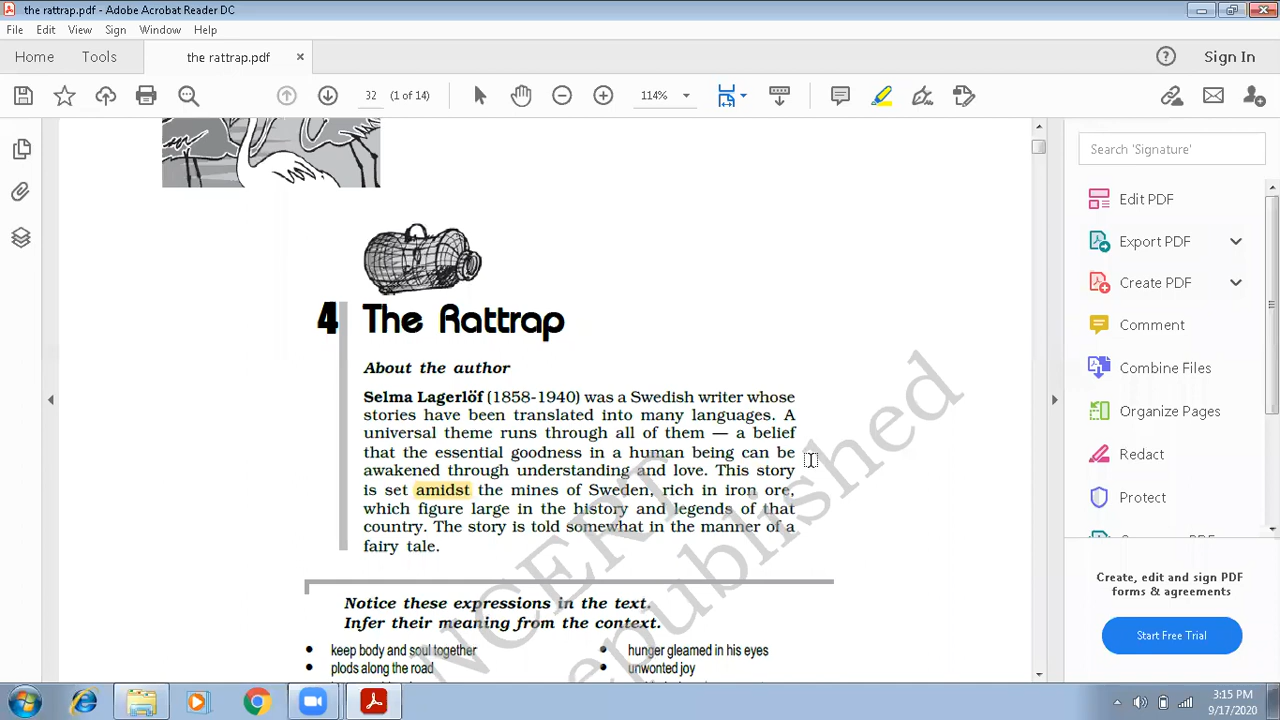 the rattrap.pdf - Adobe Acrobat Reader DC
File Edit View Sign Window Help
Home Tools the rattrap.pdf × Sign In
32 (1 of 14) 114%
Search 'Signature'
Edit PDF
Export PDF
Create PDF
Comment
Combine Files
Organize Pages
Redact
Protect
Create, edit and sign PDF
forms & agreements
Start Free Trial
4 The Rattrap
About the author
Selma Lagerlöf (1858-1940) was a Swedish writer whose
stories have been translated into many languages. A
universal theme runs through all of them — a belief
that the essential goodness in a human being can be
awakened through understanding and love. This story
is set amidst the mines of Sweden, rich in iron ore,
which figure large in the history and legends of that
country. The story is told somewhat in the manner of a
fairy tale.
Notice these expressions in the text.
Infer their meaning from the context.
• keep body and soul together
• plods along the road
• hunger gleamed in his eyes
• unwonted joy
NCERT
republished
3:15 PM
9/17/2020